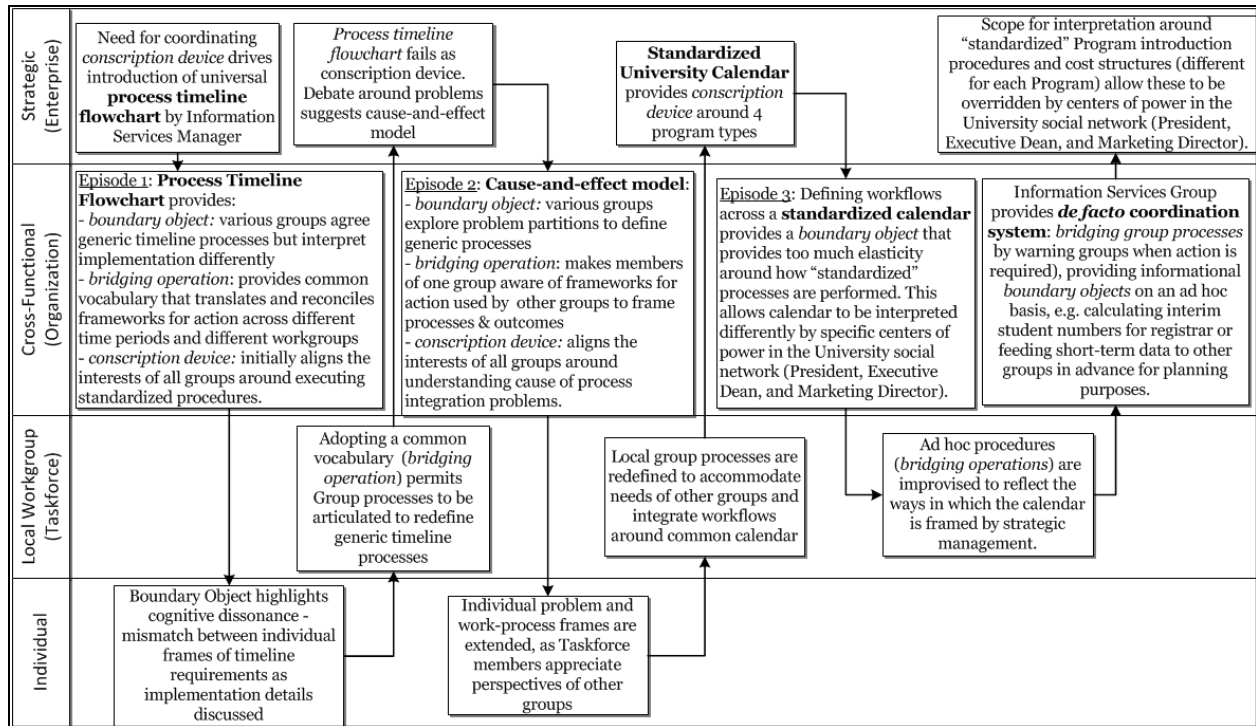 Strategic
(Enterprise)
Need for coordinating
conscription device drives
introduction of universal
process timeline
flowchart by Information
Services Manager
Process timeline
flowchart fails as
conscription device.
Debate around problems
suggests cause-and-effect
model
Standardized
University Calendar
provides conscription
device around 4
program types
Scope for interpretation around
“standardized” Program introduction
procedures and cost structures
(different
for each Program) allow these to be
overridden by centers of power in the
University social network (President,
Executive Dean, and Marketing Director).
Cross-Functional
(Organization)
Episode 1: Process Timeline
Flowchart provides:
- boundary object: various groups agree
generic timeline processes but interpret
implementation differently
- bridging operation: provides common
vocabulary that translates and reconciles
frameworks for action across different
time periods and different workgroups
- conscription device: initially aligns the
interests of all groups around executing
standardized procedures.
Episode 2: Cause-and-effect model:
- boundary object: various groups
explore problem partitions to define
generic processes
- bridging operation: makes members
of one group aware of frameworks for
action used by other groups to frame
processes & outcomes
- conscription device: aligns the
interests of all groups around
understanding cause of process
integration problems.
Episode 3: Defining workflows
across a standardized calendar
provides a boundary object that
provides too much elasticity
around how “standardized”
processes are performed. This
allows calendar to be interpreted
differently by specific centers of
power in the University social
network (President, Executive
Dean, and Marketing Director).
Information Services Group
provides de facto coordination
system: bridging group processes
by warning groups when action is
required), providing informational
boundary objects on an ad hoc
basis, e.g. calculating interim
student numbers for registrar or
feeding short-term data to other
groups in advance for planning
purposes.
Local Workgroup
(Taskforce)
Adopting a common
vocabulary (bridging
operation) permits
Group processes to be
articulated to redefine
generic timeline
processes
Local group processes are
redefined to accommodate
needs of other groups and
integrate workflows
around common calendar
Ad hoc procedures
(bridging operations) are
improvised to reflect the
ways in which the calendar
is framed by strategic
management.
Individual
Boundary Object highlights
cognitive dissonance -
mismatch between individual
frames of timeline
requirements as
implementation details
discussed
Individual problem and
work-process frames are
extended, as Taskforce
members appreciate
perspectives of other
groups